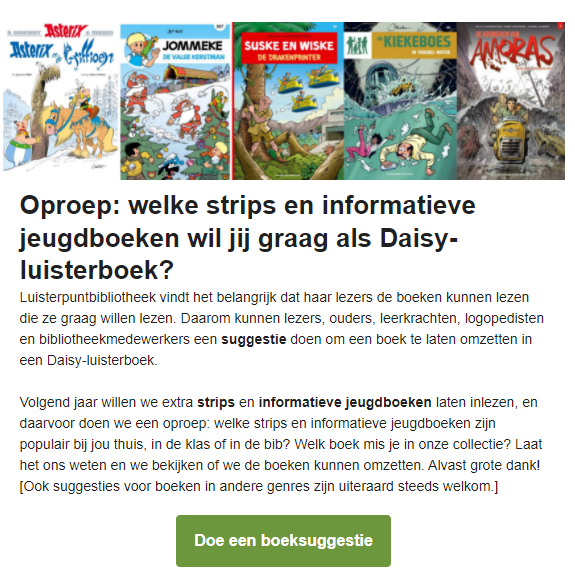 Asterix
Asterix
en de Griffioen
307
JOMMEKE
DE VALSE KERSTMAN
SUSKE EN WISKE
DE DRAKENPRINTER
KIEKEBOES
IN TROEBEL WATER
AMORAS
Oproep: welke strips en informatieve
jeugdboeken wil jij graag als Daisy-
luisterboek?
Luisterpuntbibliotheek vindt het belangrijk dat haar lezers de boeken kunnen lezen
die ze graag willen lezen. Daarom kunnen lezers, ouders, leerkrachten, logopedisten
en bibliotheekmedewerkers een suggestie doen om een boek te laten omzetten in
een Daisy-luisterboek.
Volgend jaar willen we extra strips en informatieve jeugdboeken laten inlezen, en
daarvoor doen we een oproep: welke strips en informatieve jeugdboeken zijn
populair bij jou thuis, in de klas of in de bib? Welk boek mis je in onze collectie? Laat
het ons weten en we bekijken of we de boeken kunnen omzetten. Alvast grote dank!
[Ook suggesties voor boeken in andere genres zijn uiteraard steeds welkom.]
Doe een boeksuggestie